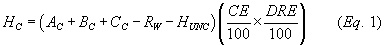 H_C = (A_C + B_C + C_C − R_W − H_UNC) (CE/100 × DRE/100) (Eq. 1)